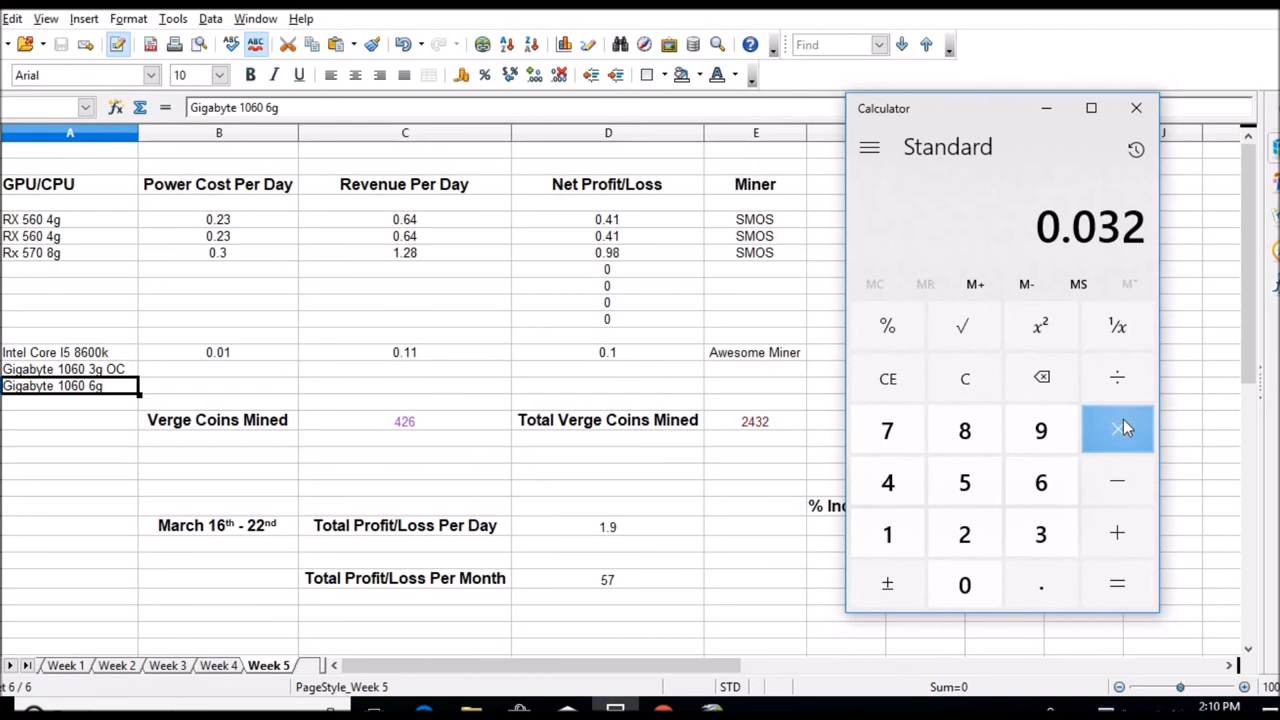 Edit View Insert Format Tools Data Window Help
Find
Arial 10 B I U
Gigabyte 1060 6g
A B C D E J
GPU/CPU Power Cost Per Day Revenue Per Day Net Profit/Loss Miner
RX 560 4g 0.23 0.64 0.41 SMOS
RX 560 4g 0.23 0.64 0.41 SMOS
Rx 570 8g 0.3 1.28 0.98 SMOS
0
0
0
0
Intel Core I5 8600k 0.01 0.11 0.1 Awesome Miner
Gigabyte 1060 3g OC
Gigabyte 1060 6g
Verge Coins Mined 426 Total Verge Coins Mined 2432
% Inc
March 16th - 22nd Total Profit/Loss Per Day 1.9
Total Profit/Loss Per Month 57
Week 1 Week 2 Week 3 Week 4 Week 5
et 6 / 6 PageStyle_Week 5 STD Sum=0 100
2:10 PM
Calculator
Standard
0.032
MC MR M+ M- MS M˅
% √ x² ¹/x
CE C ÷
7 8 9 ×
4 5 6 −
1 2 3 +
± 0 . =